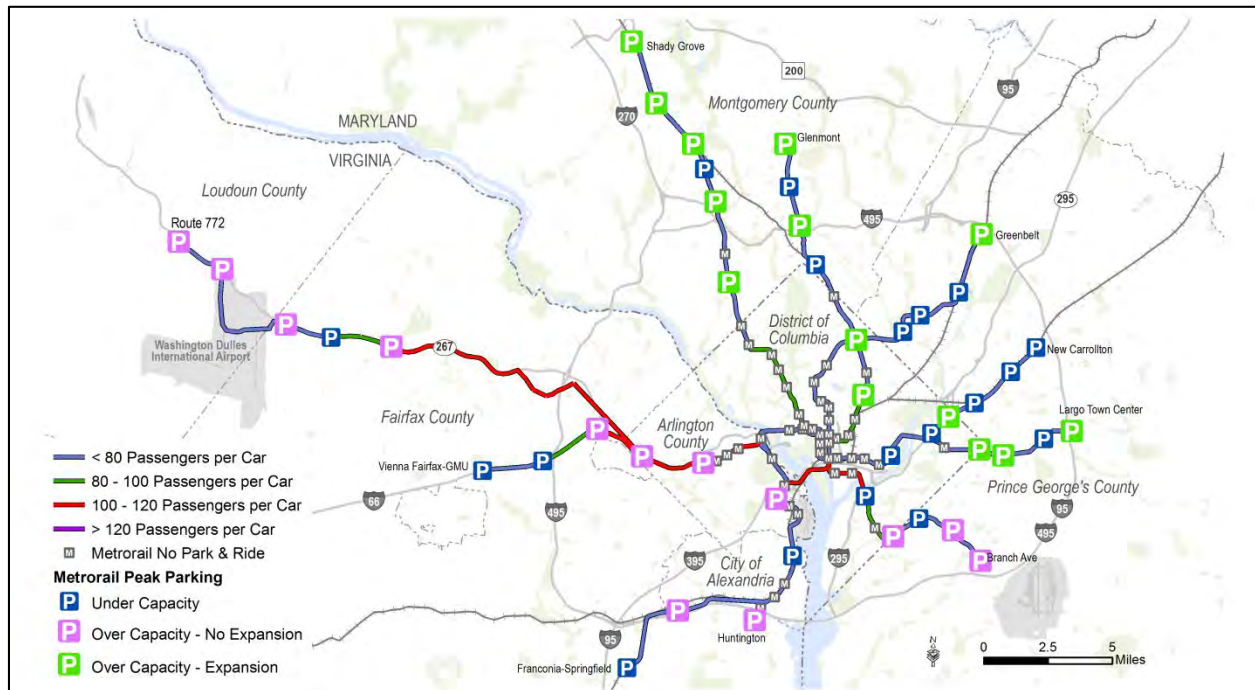 Shady Grove
200
95
Montgomery County
270
MARYLAND
Glenmont
VIRGINIA
Loudoun County
295
495
Route 772
Greenbelt
District of
Columbia
Washington Dulles
International Airport
267
New Carrollton
Fairfax County
Arlington
County
Largo Town Center
< 80 Passengers per Car
Vienna Fairfax-GMU
80 - 100 Passengers per Car
Prince George's County
66
100 - 120 Passengers per Car
495
95
> 120 Passengers per Car
495
M Metrorail No Park & Ride
395
295
Branch Ave
City of
Alexandria
Metrorail Peak Parking
P Under Capacity
P Over Capacity - No Expansion
95
Huntington
N
0 2.5 5
Miles
P Over Capacity - Expansion
Franconia-Springfield